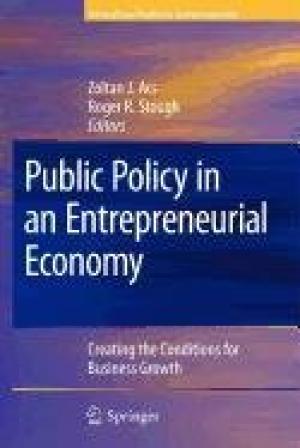 Zoltan J. Acs
Roger R. Stough
Editors
Public Policy in
an Entrepreneurial
Economy
Creating the Conditions for
Business Growth
Springer